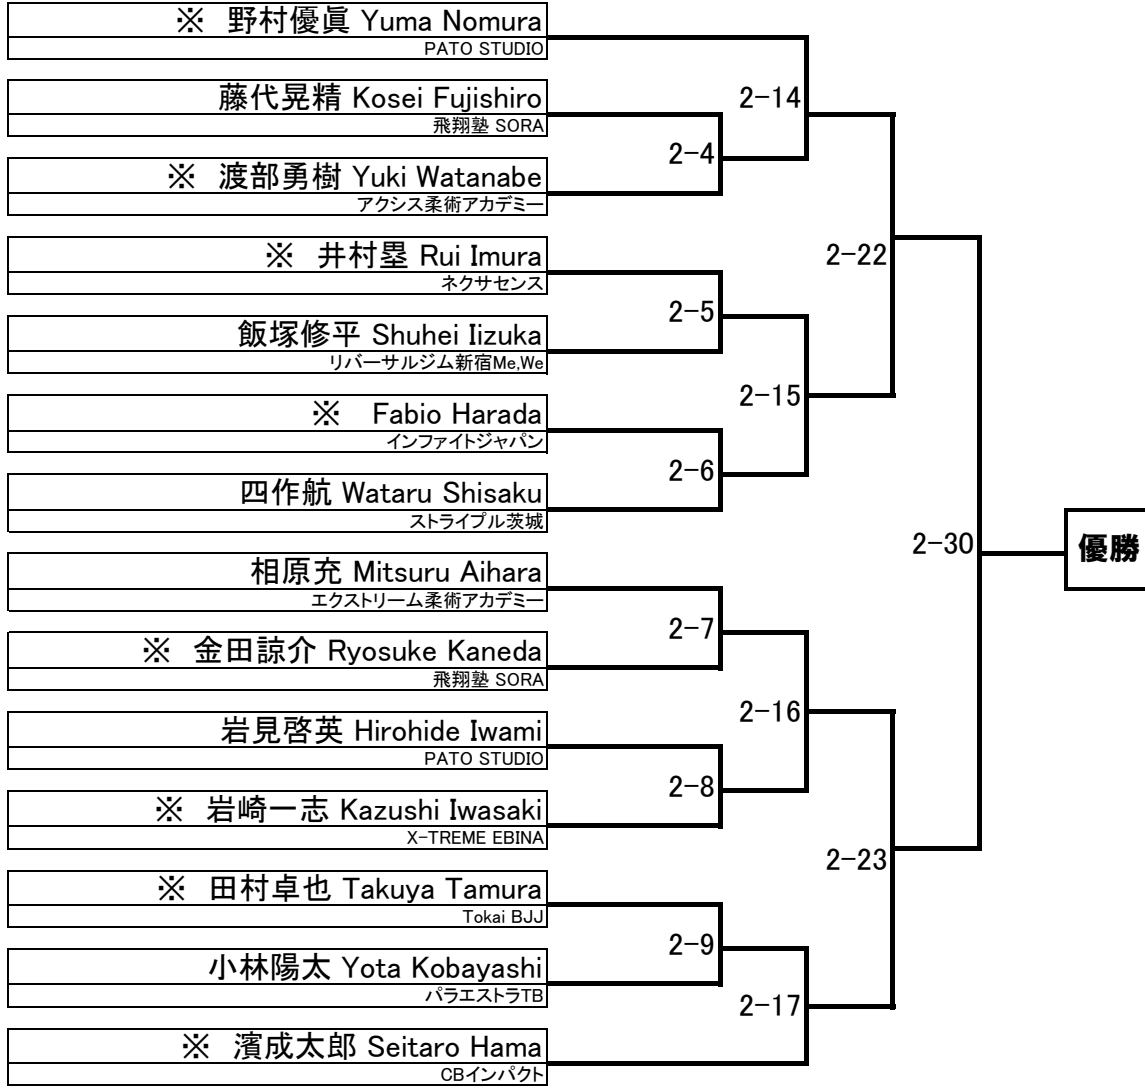 ※ 野村優眞 Yuma Nomura
PATO STUDIO
藤代晃精 Kosei Fujishiro
飛翔塾 SORA
※ 渡部勇樹 Yuki Watanabe
アクシス柔術アカデミー
※ 井村塁 Rui Imura
ネクサセンス
飯塚修平 Shuhei Iizuka
リバーサルジム新宿Me,We
※ Fabio Harada
インファイトジャパン
四作航 Wataru Shisaku
ストライプル茨城
相原充 Mitsuru Aihara
エクストリーム柔術アカデミー
※ 金田諒介 Ryosuke Kaneda
飛翔塾 SORA
岩見啓英 Hirohide Iwami
PATO STUDIO
※ 岩崎一志 Kazushi Iwasaki
X-TREME EBINA
※ 田村卓也 Takuya Tamura
Tokai BJJ
小林陽太 Yota Kobayashi
パラエストラTB
※ 濱成太郎 Seitaro Hama
CBインパクト
2-4
2-5
2-6
2-7
2-8
2-9
2-14
2-15
2-16
2-17
2-22
2-23
2-30
優勝